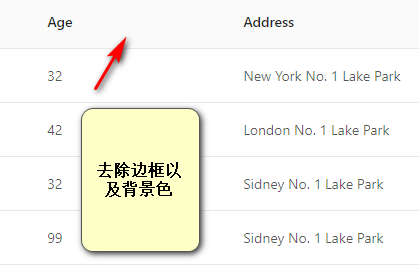 Age Address
32 New York No. 1 Lake Park
42 London No. 1 Lake Park
去除边框以
及背景色
32 Sidney No. 1 Lake Park
99 Sidney No. 1 Lake Park